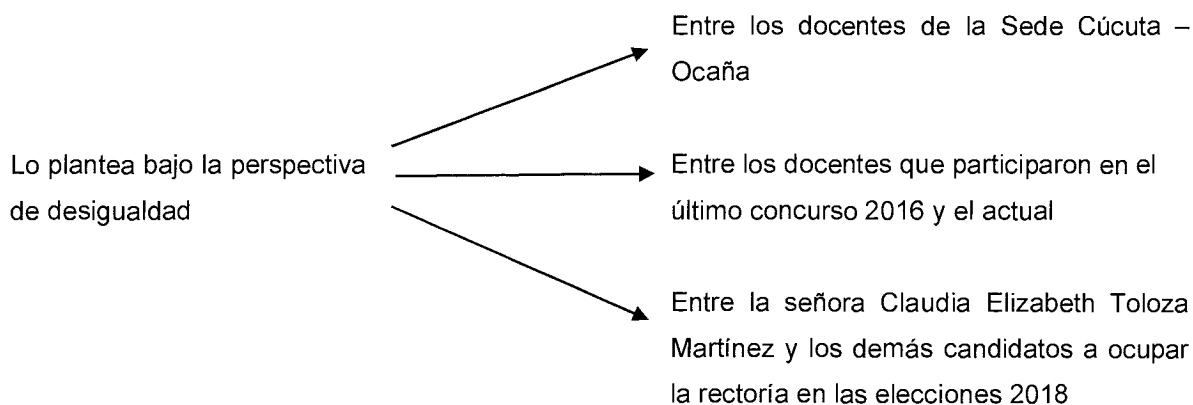 Entre los docentes de la Sede Cúcuta –
Ocaña
Lo plantea bajo la perspectiva
de desigualdad
Entre los docentes que participaron en el
último concurso 2016 y el actual
Entre la señora Claudia Elizabeth Toloza
Martínez y los demás candidatos a ocupar
la rectoría en las elecciones 2018